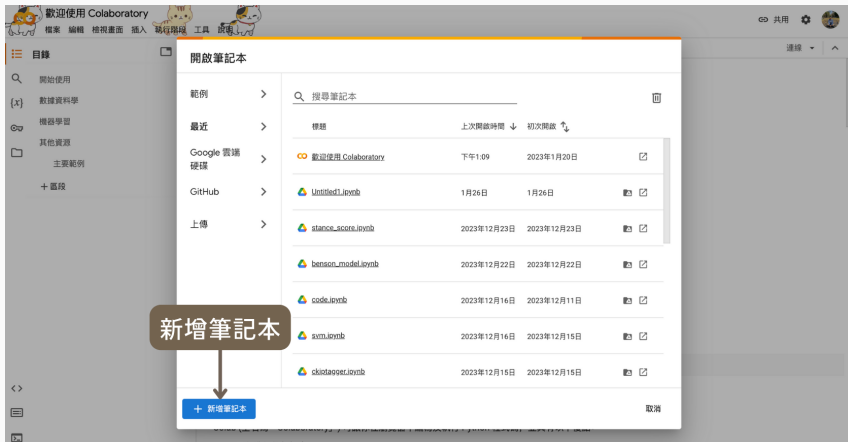 歡迎使用 Colaboratory
檔案 編輯 檢視畫面 插入 執行階段 工具 說明
共用
連線
目錄
開始使用
數據資料學
機器學習
其他資源
主要範例
+ 區段
{x}
開啟筆記本
範例
最近
Google 雲端
硬碟
GitHub
上傳
搜尋筆記本
標題 上次開啟時間 初次開啟
歡迎使用 Colaboratory 下午1:09 2023年1月20日
Untitled1.ipynb 1月26日 1月26日
stance_score.ipynb 2023年12月23日 2023年12月23日
benson_model.ipynb 2023年12月22日 2023年12月22日
code.ipynb 2023年12月16日 2023年12月11日
svm.ipynb 2023年12月16日 2023年12月15日
ckiptagger.ipynb 2023年12月15日 2023年12月15日
新增筆記本
+ 新增筆記本
取消